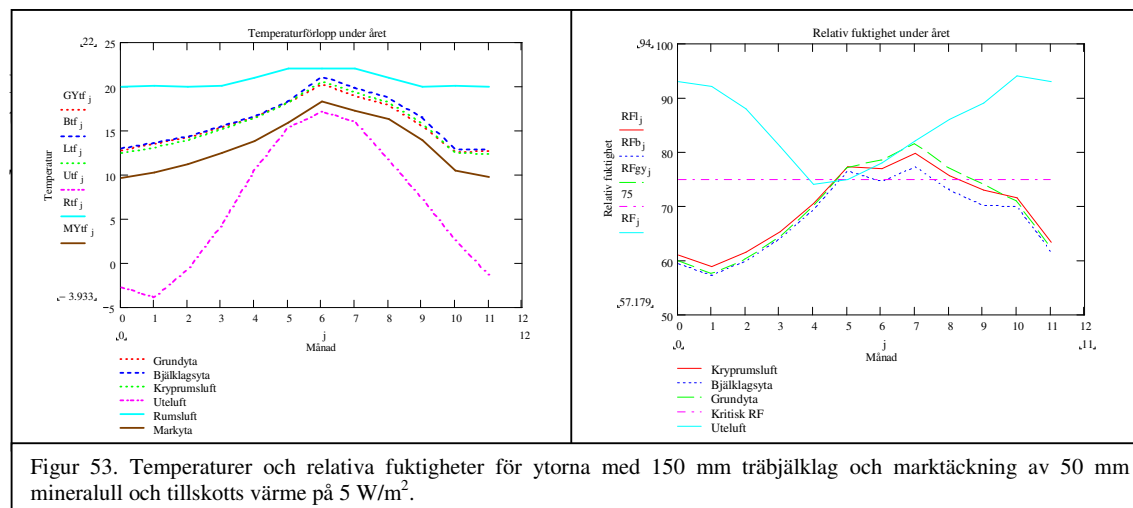 Temperaturförlopp under året
22
25
20
15
10
5
0
−5
− 3.933
Temperatur
GYtf j
Btf j
Ltf j
Utf j
Rtf j
MYtf j
0 1 2 3 4 5 6 7 8 9 10 11 12
0 j 12
Månad
Grundyta
Bjälklagsyta
Kryprumsluft
Uteluft
Rumsluft
Markyta
Relativ fuktighet under året
94
100
90
80
70
60
50
57.179
Relativ fuktighet
RFl j
RFb j
RFgy j
75
RF j
0 1 2 3 4 5 6 7 8 9 10 11 12
0 j 11
Månad
Kryprumsluft
Bjälklagsyta
Grundyta
Kritisk RF
Uteluft
Figur 53. Temperaturer och relativa fuktigheter för ytorna med 150 mm träbjälklag och marktäckning av 50 mm
mineralull och tillskotts värme på 5 W/m².